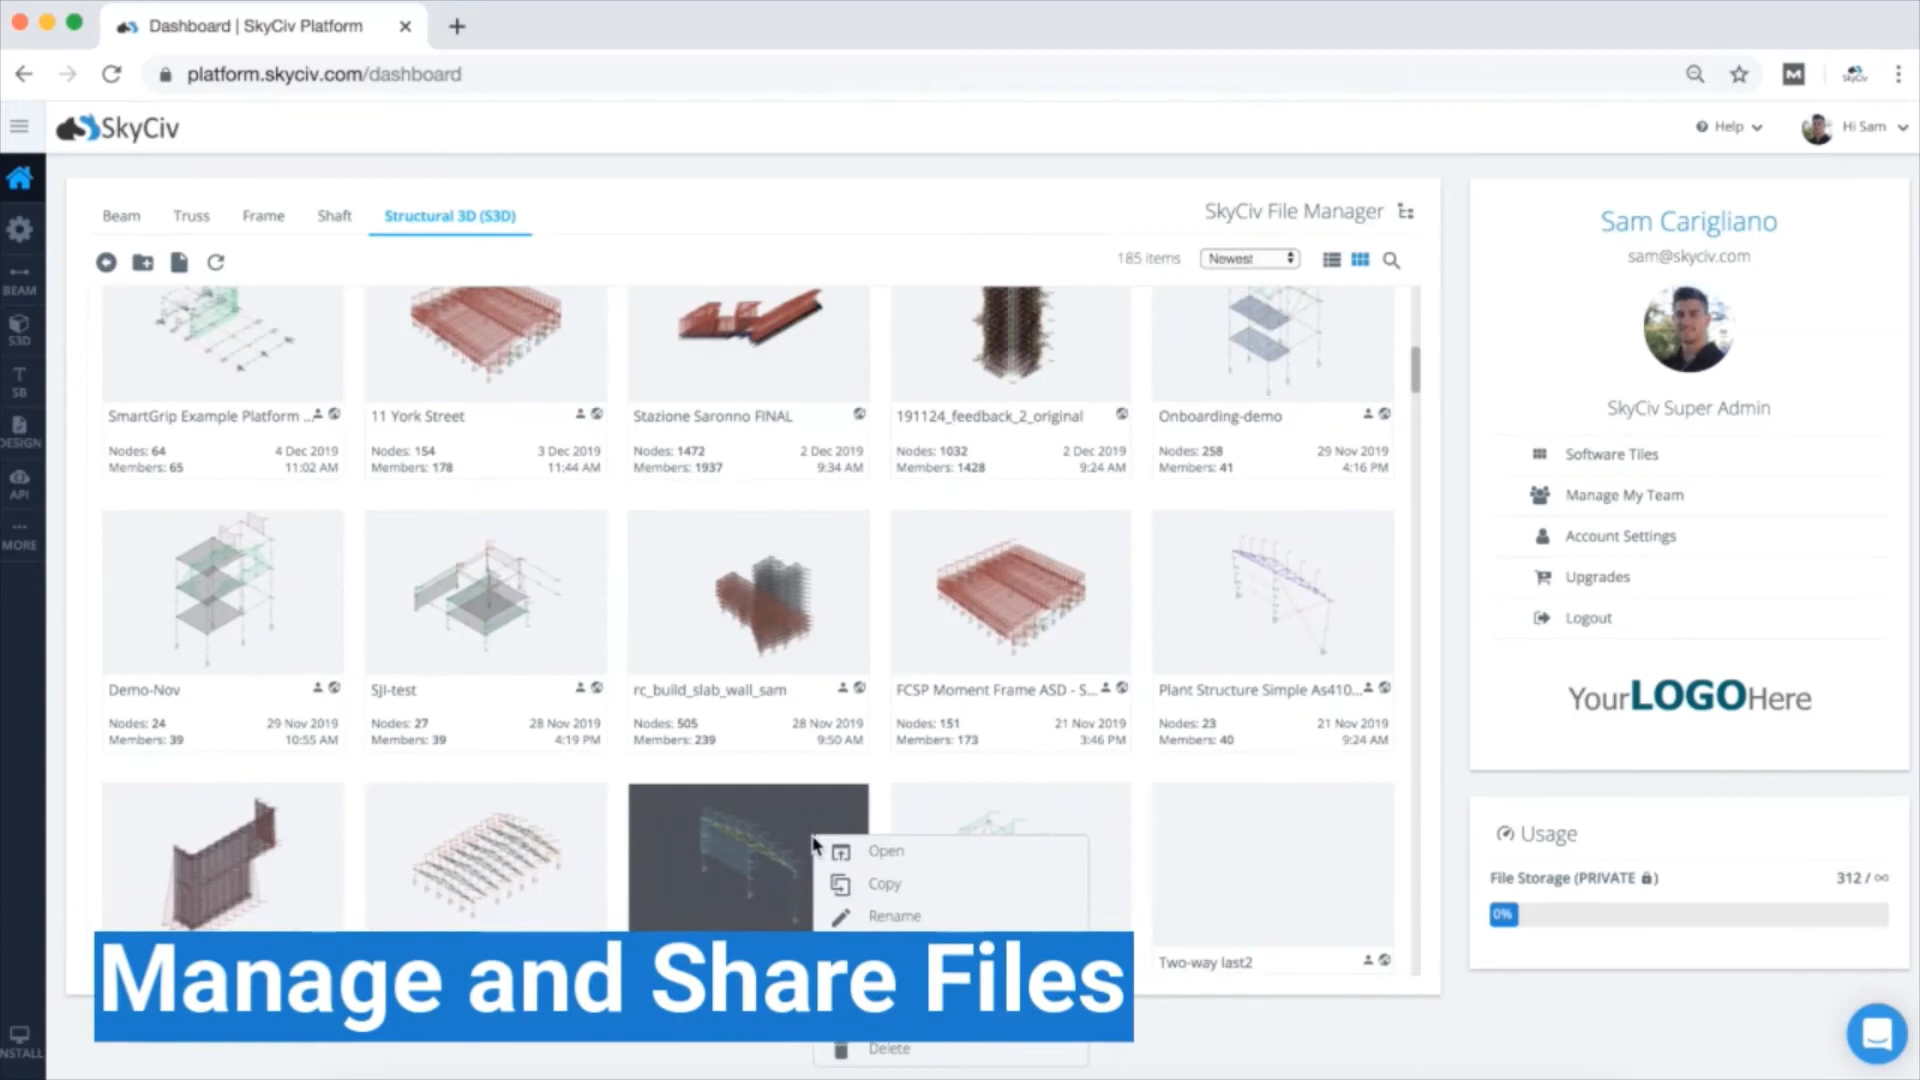 Dashboard | SkyCiv Platform
platform.skyciv.com/dashboard
SkyCiv
SkyCiv
Help
Hi Sam
Beam Truss Frame Shaft Structural 3D (S3D)
SkyCiv File Manager
185 items
Newest
BEAM
S3D
SB
DESIGN
API
MORE
NSTALL
SmartGrip Example Platform ...
Nodes: 64 4 Dec 2019
Members: 65 11:02 AM
11 York Street
Nodes: 154 3 Dec 2019
Members: 178 11:44 AM
Stazione Saronno FINAL
Nodes: 1472 2 Dec 2019
Members: 1937 9:34 AM
191124_feedback_2_original
Nodes: 1032 2 Dec 2019
Members: 1428 9:24 AM
Onboarding-demo
Nodes: 258 29 Nov 2019
Members: 41 4:16 PM
Demo-Nov
Nodes: 24 29 Nov 2019
Members: 39 10:55 AM
SJI-test
Nodes: 27 28 Nov 2019
Members: 39 4:19 PM
rc_build_slab_wall_sam
Nodes: 505 28 Nov 2019
Members: 239 9:50 AM
FCSP Moment Frame ASD - S...
Nodes: 151 21 Nov 2019
Members: 173 3:46 PM
Plant Structure Simple As410...
Nodes: 23 21 Nov 2019
Members: 40 9:24 AM
Open
Copy
Rename
Delete
Two-way last2
Manage and Share Files
Sam Carigliano
sam@skyciv.com
SkyCiv Super Admin
Software Tiles
Manage My Team
Account Settings
Upgrades
Logout
YourLOGOHere
Usage
File Storage (PRIVATE) 312 / ∞
0%